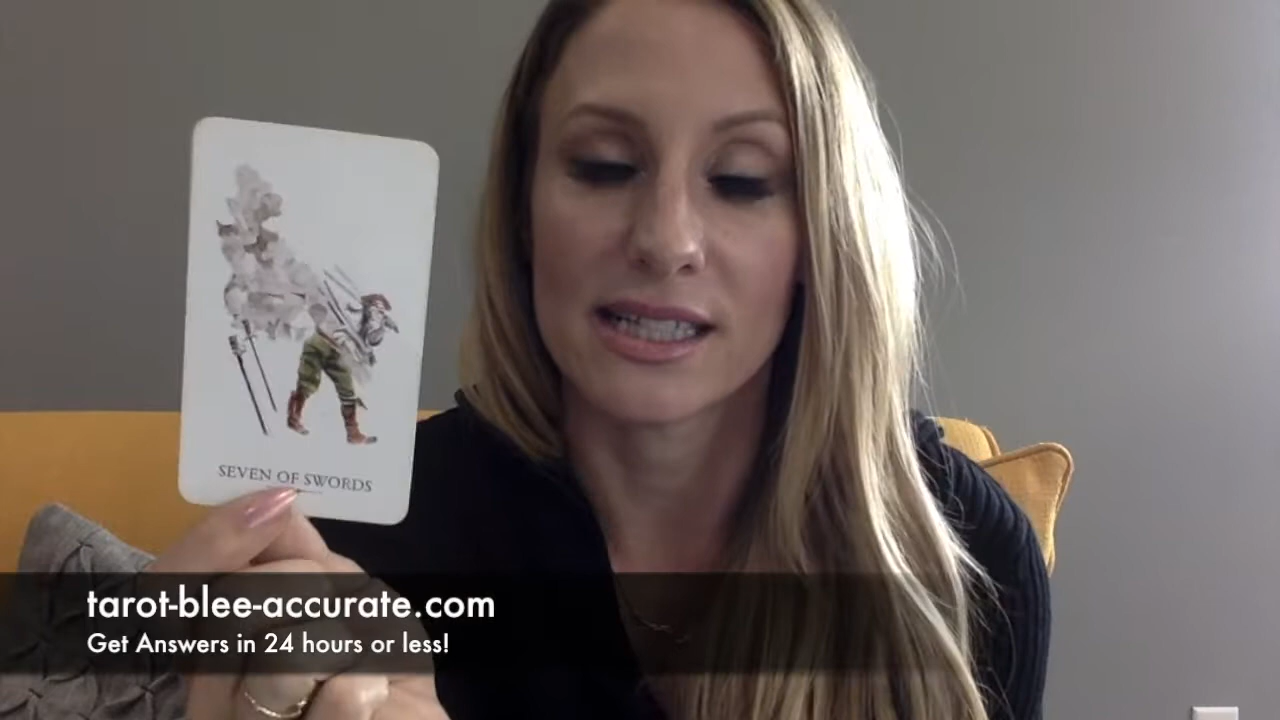 SEVEN OF SWORDS
tarot-blee-accurate.com
Get Answers in 24 hours or less!